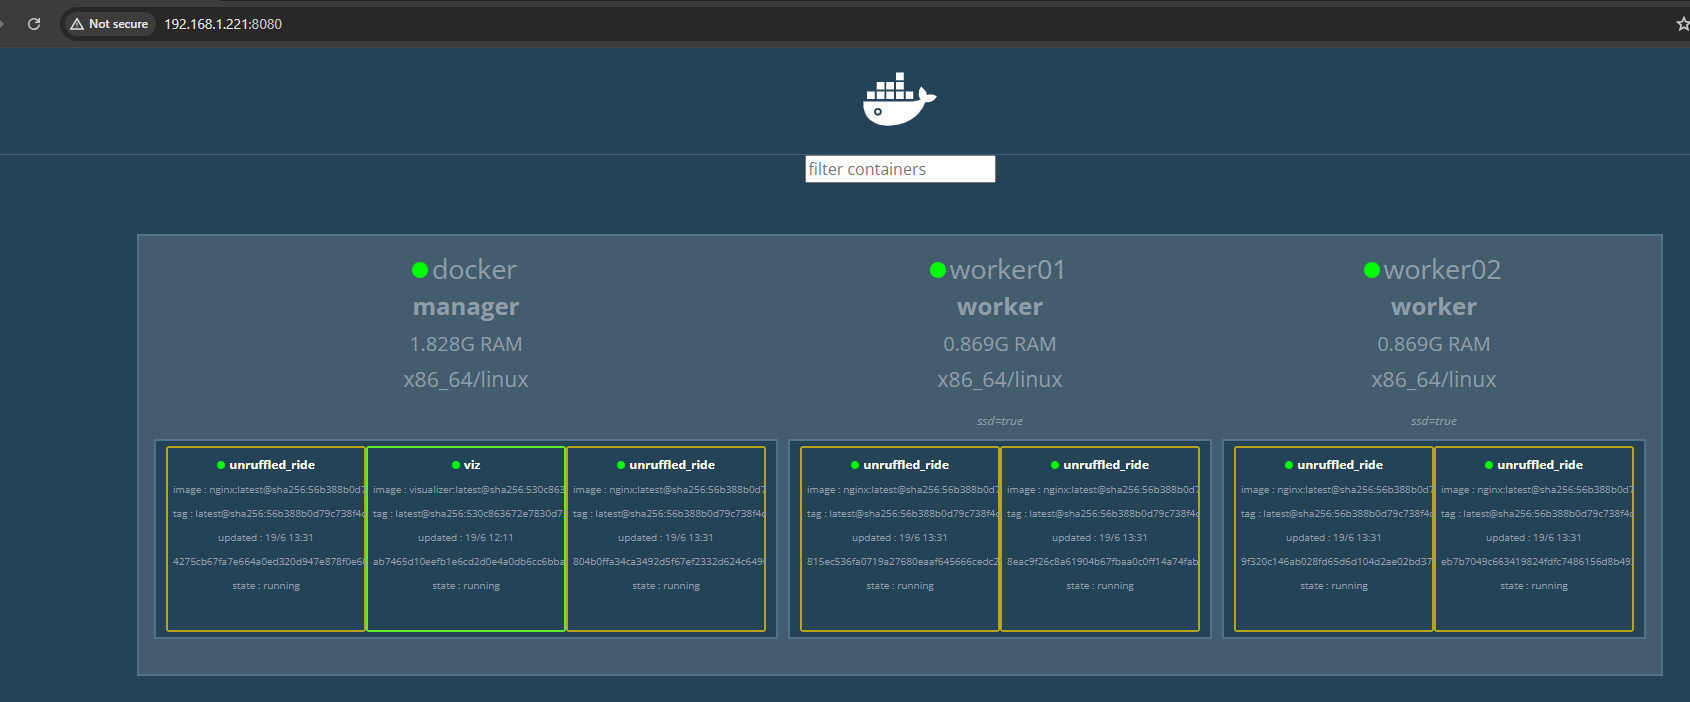 Not secure 192.168.1.221:8080
filter containers
docker
manager
1.828G RAM
x86_64/linux
unruffled_ride
image : nginx:latest@sha256:56b388b0d7
tag : latest@sha256:56b388b0d79c738f4c
updated : 19/6 13:31
4275cb67fa7e664a0ed320d947e878f0e6
state : running
viz
image : visualizer:latest@sha256:530c863
tag : latest@sha256:530c863672e7830d7
updated : 19/6 12:11
ab7465d10eefb1e6cd2d0e4a0db6cc6bba
state : running
unruffled_ride
image : nginx:latest@sha256:56b388b0d7
tag : latest@sha256:56b388b0d79c738f4c
updated : 19/6 13:31
804b0ffa34ca3492d5f67ef2332d624c649
state : running
worker01
worker
0.869G RAM
x86_64/linux
ssd=true
unruffled_ride
image : nginx:latest@sha256:56b388b0d7
tag : latest@sha256:56b388b0d79c738f4c
updated : 19/6 13:31
815ec536fa0719a27680eaaf645666cedc2
state : running
unruffled_ride
image : nginx:latest@sha256:56b388b0d7
tag : latest@sha256:56b388b0d79c738f4c
updated : 19/6 13:31
8eac9f26c8a61904b67fbaa0c0ff14a74fab
state : running
worker02
worker
0.869G RAM
x86_64/linux
ssd=true
unruffled_ride
image : nginx:latest@sha256:56b388b0d7
tag : latest@sha256:56b388b0d79c738f4c
updated : 19/6 13:31
9f320c146ab028fd65d6d104d2ae02bd37
state : running
unruffled_ride
image : nginx:latest@sha256:56b388b0d7
tag : latest@sha256:56b388b0d79c738f4c
updated : 19/6 13:31
eb7b7049c663419824fdfc7486156d8b49
state : running